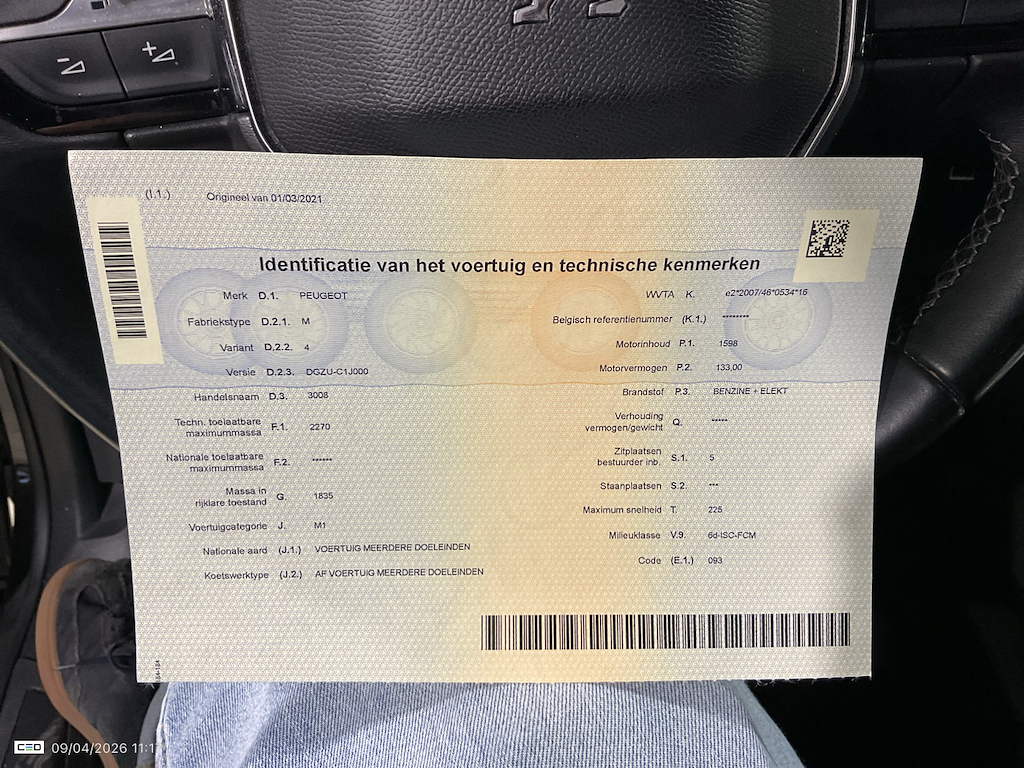 (I.1.) Origineel van 01/03/2021
Identificatie van het voertuig en technische kenmerken
Merk D.1. PEUGEOT
Fabriekstype D.2.1. M
Variant D.2.2. 4
Versie D.2.3. DGZU-C1J000
Handelsnaam D.3. 3008
Techn. toelaatbare
maximummassa F.1. 2270
Nationale toelaatbare
maximummassa F.2. ******
Massa in
rijklare toestand G. 1835
Voertuigcategorie J. M1
Nationale aard (J.1.) VOERTUIG MEERDERE DOELEINDEN
Koetswerktype (J.2.) AF VOERTUIG MEERDERE DOELEINDEN
WVTA K. e2*2007/46*0534*16
Belgisch referentienummer (K.1.) ********
Motorinhoud P.1. 1598
Motorvermogen P.2. 133,00
Brandstof P.3. BENZINE + ELEKT
Verhouding
vermogen/gewicht Q. *****
Zitplaatsen
bestuurder inb. S.1. 5
Staanplaatsen S.2. ***
Maximum snelheid T. 225
Milieuklasse V.9. 6d-ISC-FCM
Code (E.1.) 093
CEO 09/04/2026 11:1